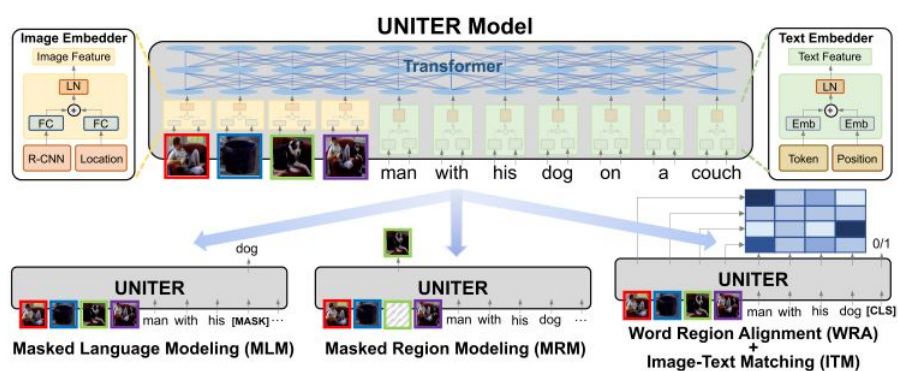 UNITER Model
Image Embedder
Image Feature
LN
+
FC FC
R-CNN Location
Transformer
man with his dog on a couch
Text Embedder
Text Feature
LN
+
Emb Emb
Token Position
dog
UNITER
man with his [MASK] ...
Masked Language Modeling (MLM)
UNITER
man with his dog ...
Masked Region Modeling (MRM)
0/1
UNITER
man with his dog [CLS]
Word Region Alignment (WRA)
+
Image-Text Matching (ITM)